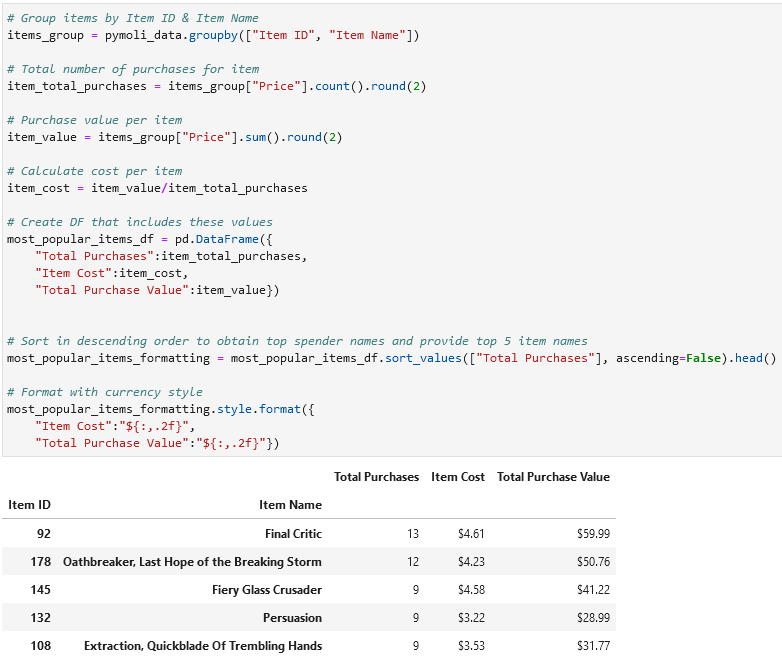 # Group items by Item ID & Item Name
items_group = pymoli_data.groupby(["Item ID", "Item Name"])
# Total number of purchases for item
item_total_purchases = items_group["Price"].count().round(2)
# Purchase value per item
item_value = items_group["Price"].sum().round(2)
# Calculate cost per item
item_cost = item_value/item_total_purchases
# Create DF that includes these values
most_popular_items_df = pd.DataFrame({
    "Total Purchases":item_total_purchases,
    "Item Cost":item_cost,
    "Total Purchase Value":item_value})
# Sort in descending order to obtain top spender names and provide top 5 item names
most_popular_items_formatting = most_popular_items_df.sort_values(["Total Purchases"], ascending=False).head()
# Format with currency style
most_popular_items_formatting.style.format({
    "Item Cost":"${:,.2f}",
    "Total Purchase Value":"${:,.2f}"})
Total Purchases Item Cost Total Purchase Value
Item ID Item Name
92 Final Critic 13 $4.61 $59.99
178 Oathbreaker, Last Hope of the Breaking Storm 12 $4.23 $50.76
145 Fiery Glass Crusader 9 $4.58 $41.22
132 Persuasion 9 $3.22 $28.99
108 Extraction, Quickblade Of Trembling Hands 9 $3.53 $31.77